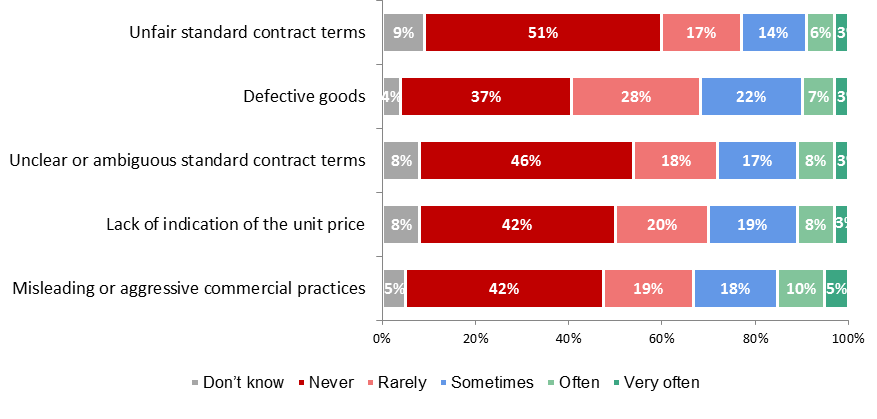 Unfair standard contract terms 9% 51% 17% 14% 6% 3%
Defective goods 4% 37% 28% 22% 7% 3%
Unclear or ambiguous standard contract terms 8% 46% 18% 17% 8% 3%
Lack of indication of the unit price 8% 42% 20% 19% 8% 3%
Misleading or aggressive commercial practices 5% 42% 19% 18% 10% 5%
0% 20% 40% 60% 80% 100%
Don’t know Never Rarely Sometimes Often Very often